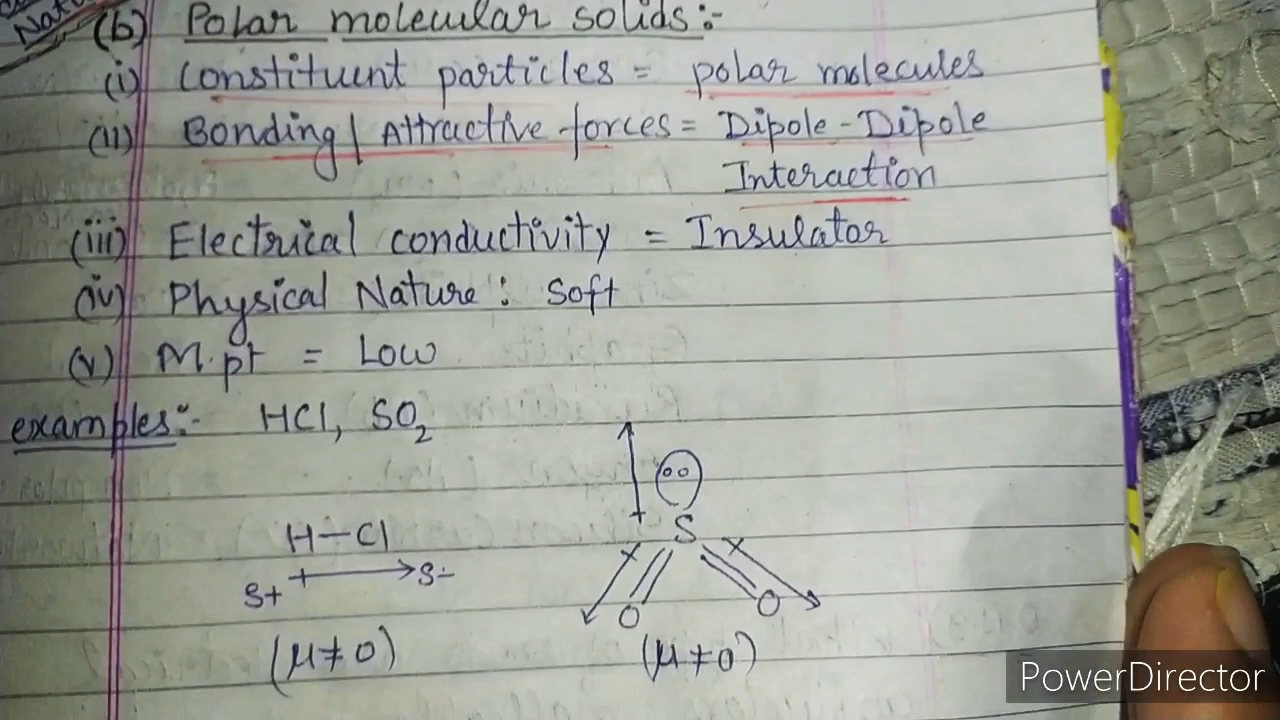 Natu
(b) Polar molecular solids:-
(i) Constituent particles = polar molecules
(ii) Bonding/Attractive forces = Dipole-Dipole
Interaction
(iii) Electrical conductivity = Insulator
(iv) Physical Nature: soft
(v) M.pt = Low
examples:- HCl, SO₂
S
H-Cl
S+ S-
O O
(μ≠0) (μ≠0)
PowerDirector